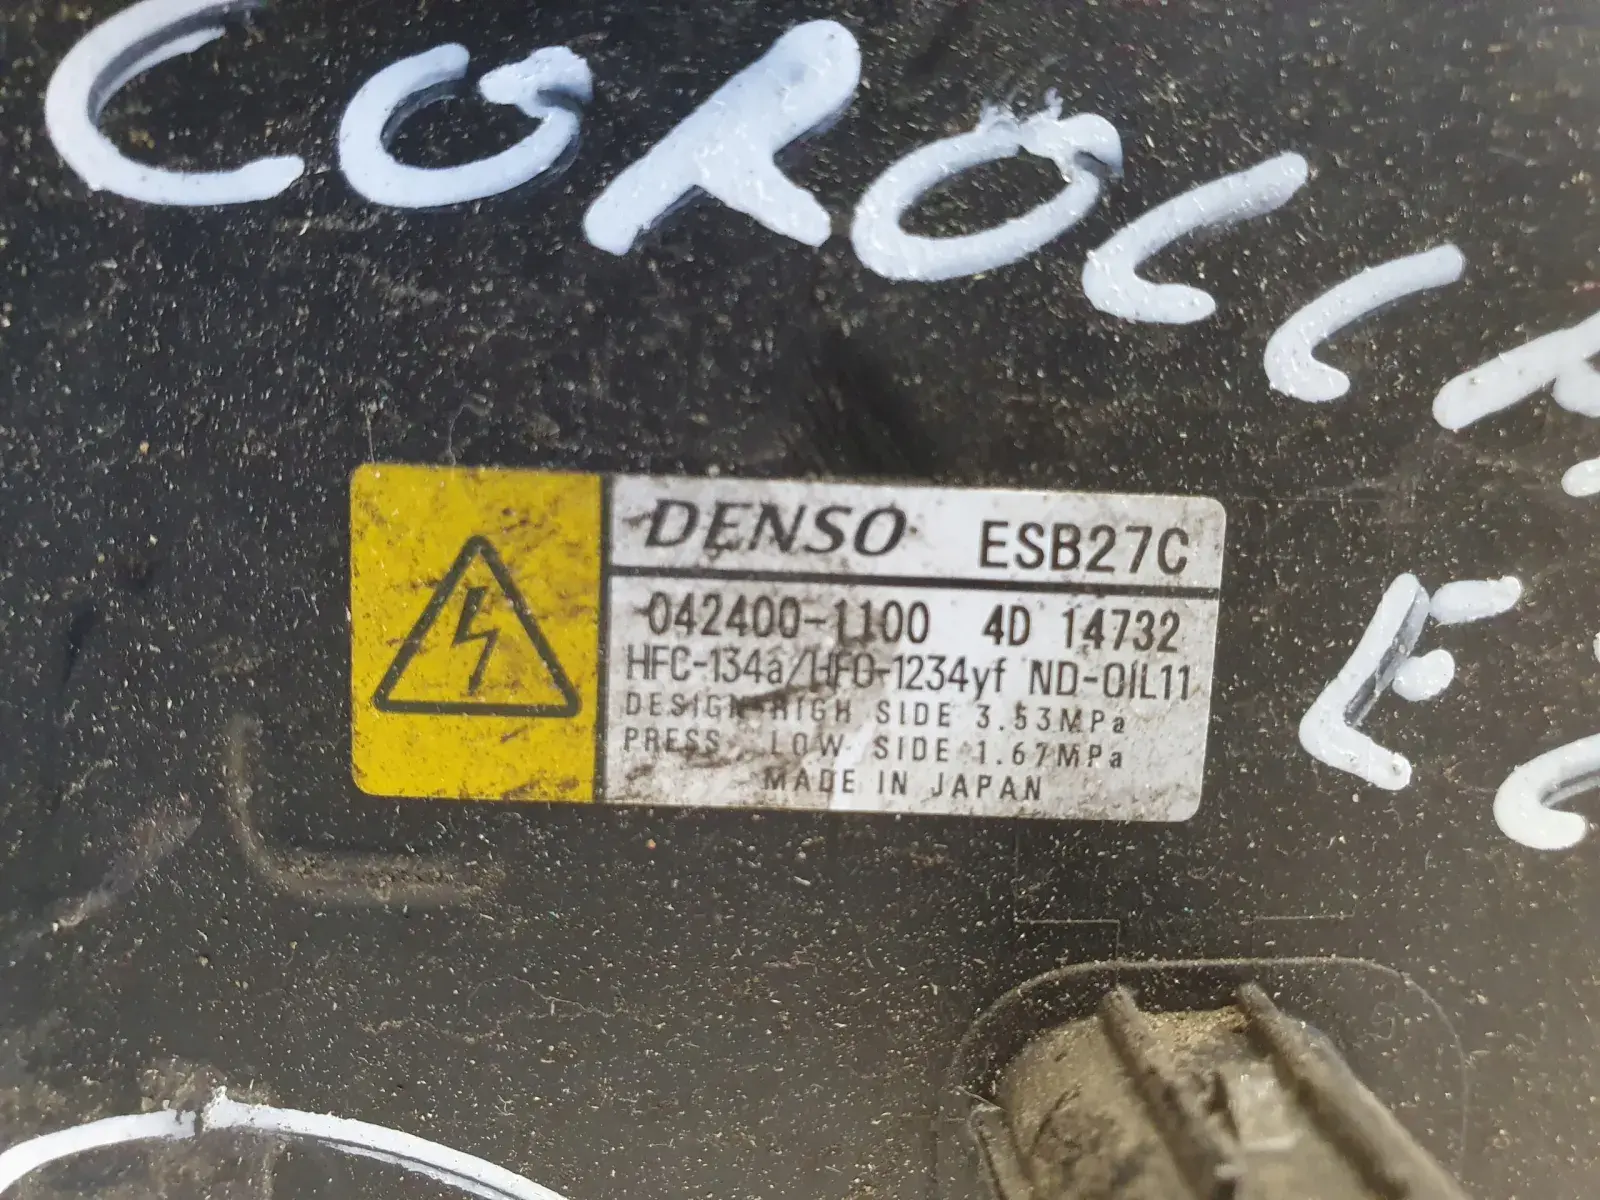 COROLLA
DENSO ESB27C
042400-1100 4D 14732
HFC-134a/HFO-1234yf ND-OIL11
DESIGN HIGH SIDE 3.53MPa
PRESS. LOW SIDE 1.67MPa
MADE IN JAPAN